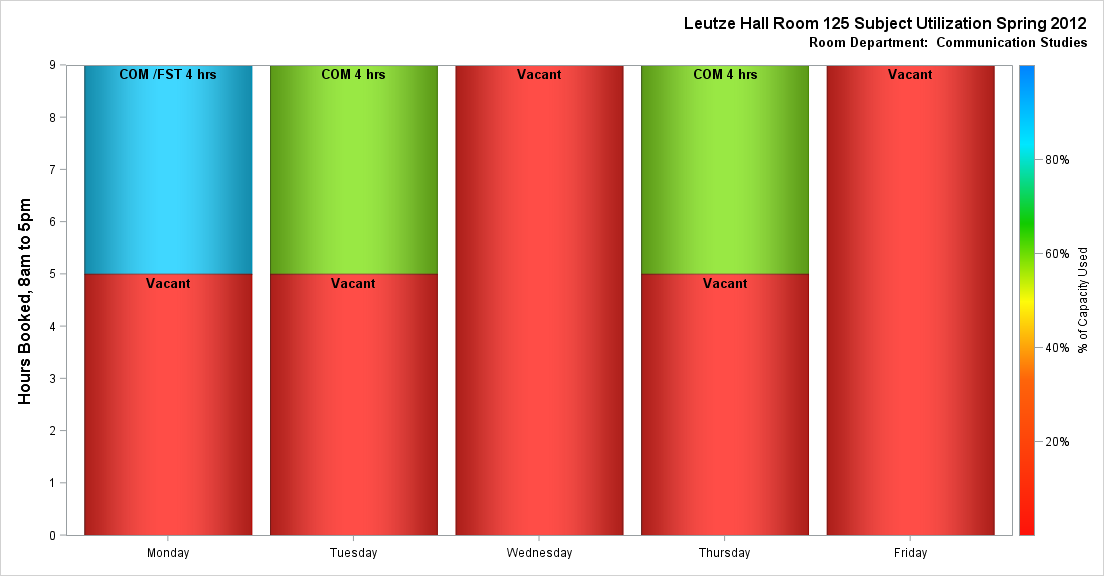 Leutze Hall Room 125 Subject Utilization Spring 2012
Room Department:  Communication Studies
Hours Booked, 8am to 5pm
9
8
7
6
5
4
3
2
1
0
COM /FST 4 hrs
COM 4 hrs
Vacant
COM 4 hrs
Vacant
Vacant
Vacant
Vacant
Monday
Tuesday
Wednesday
Thursday
Friday
80%
60%
40%
20%
% of Capacity Used